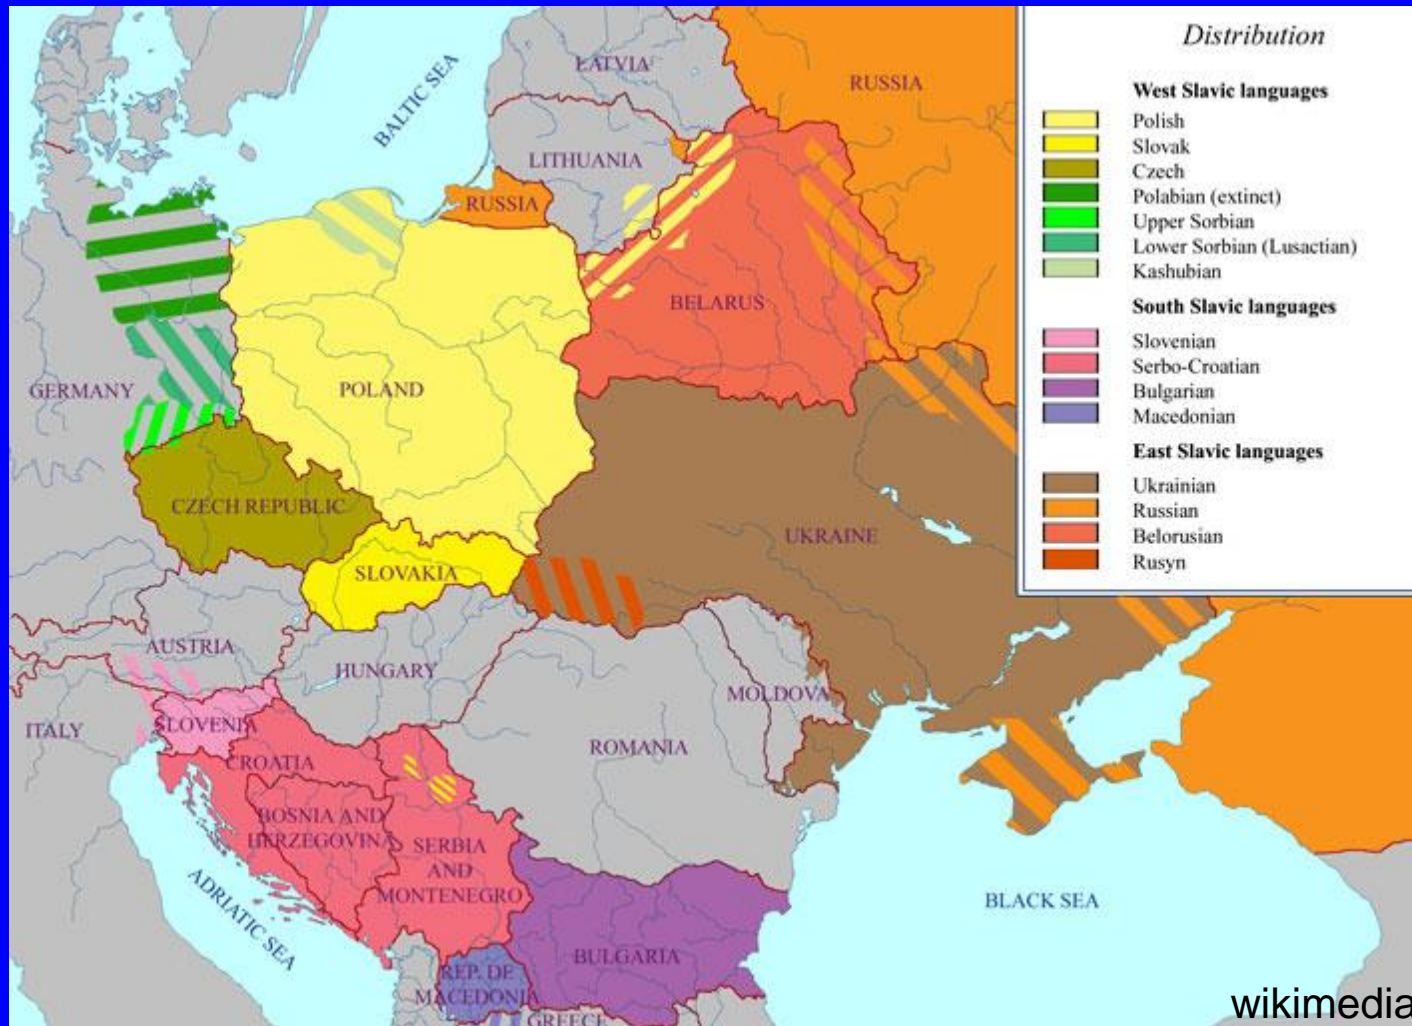 Distribution
West Slavic languages
Polish
Slovak
Czech
Polabian (extinct)
Upper Sorbian
Lower Sorbian (Lusactian)
Kashubian
South Slavic languages
Slovenian
Serbo-Croatian
Bulgarian
Macedonian
East Slavic languages
Ukrainian
Russian
Belorusian
Rusyn
LATVIA
RUSSIA
BALTIC SEA
LITHUANIA
RUSSIA
BELARUS
GERMANY
POLAND
CZECH REPUBLIC
UKRAINE
SLOVAKIA
AUSTRIA
HUNGARY
MOLDOVA
ITALY
SLOVENIA
ROMANIA
CROATIA
BOSNIA AND
HERZEGOVINA
SERBIA
AND
MONTENEGRO
ADRIATIC SEA
BLACK SEA
BULGARIA
REP. DE
MACEDONIA
GREECE
wikimedia